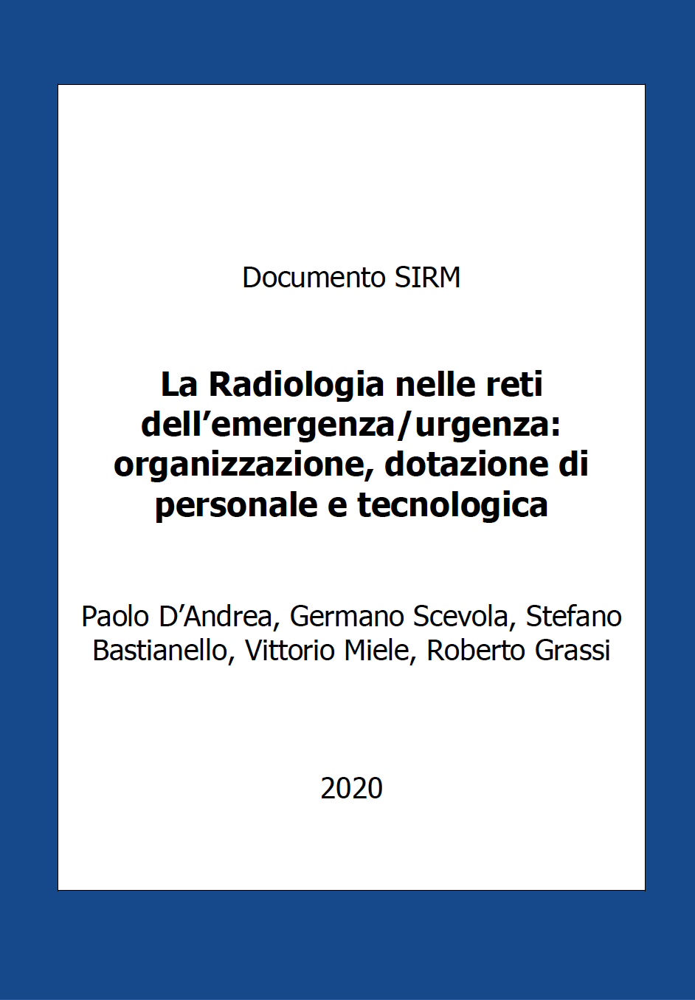 Documento SIRM
La Radiologia nelle reti
dell’emergenza/urgenza:
organizzazione, dotazione di
personale e tecnologica
Paolo D’Andrea, Germano Scevola, Stefano
Bastianello, Vittorio Miele, Roberto Grassi
2020